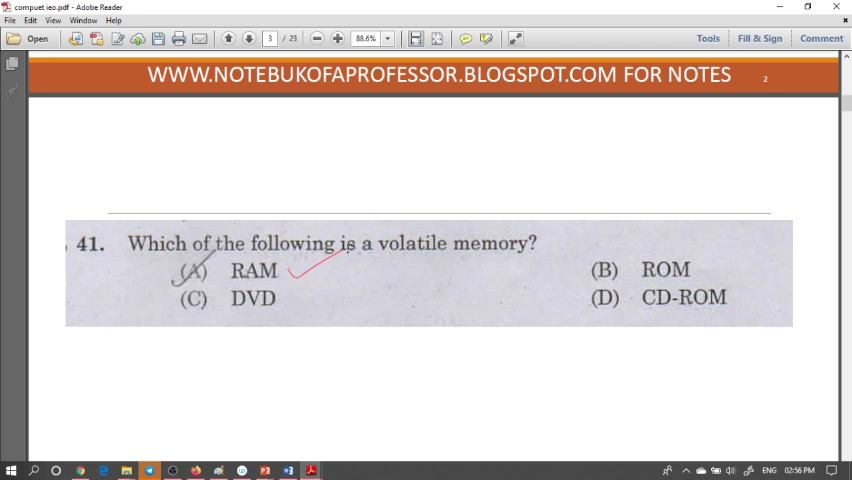 compuet ieo.pdf - Adobe Reader
File Edit View Window Help
Open 3 / 23 88.6% Tools Fill & Sign Comment
WWW.NOTEBUKOFAPROFESSOR.BLOGSPOT.COM FOR NOTES 2
41. Which of the following is a volatile memory?
(A) RAM (B) ROM
(C) DVD (D) CD-ROM
ENG 02:56 PM